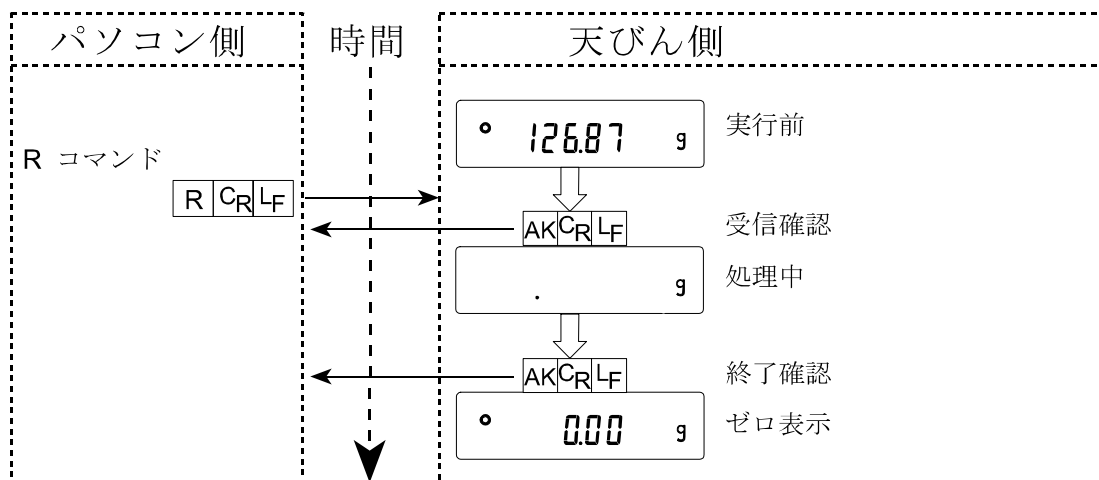 パソコン側 時間 天びん側
126.87 g 実行前
R コマンド
R CR LF
AK CR LF 受信確認
. g 処理中
AK CR LF 終了確認
0.00 g ゼロ表示